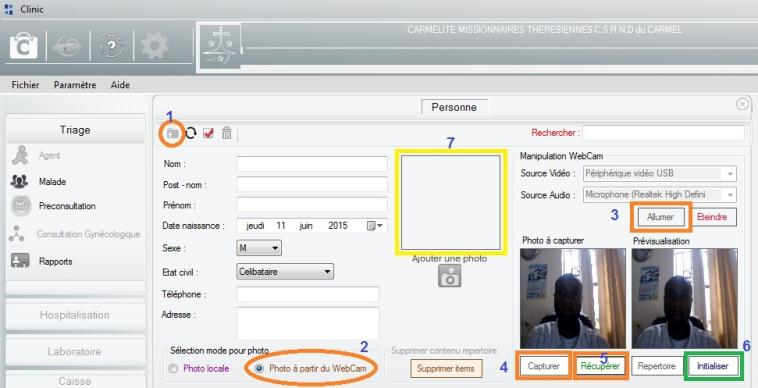 Clinic
CARMELITE MISSIONNAIRES THERESIENNES C.S.R N.D du CARMEL
C
Fichier Paramètre Aide
Personne
1
7
Triage
Rechercher :
Agent
Malade
Preconsultation
Consultation Gynécologique
Rapports
Hospitalisation
Laboratoire
Caisse
Nom :
Post - nom :
Prénom :
Date naissance : jeudi 11 juin 2015
Sexe : M
Etat civil : Celibataire
Téléphone :
Adresse :
Ajouter une photo
Manipulation WebCam
Source Vidéo : Périphérique vidéo USB
Source Audio : Microphone (Realtek High Defini
3 Allumer Eteindre
Photo à capturer Prévisualisation
Sélection mode pour photo 2
Photo locale Photo à partir du WebCam
Supprimer contenu repertoire
Supprimer items
4 Capturer 5 Récupérer Repertoire 6 Initialiser